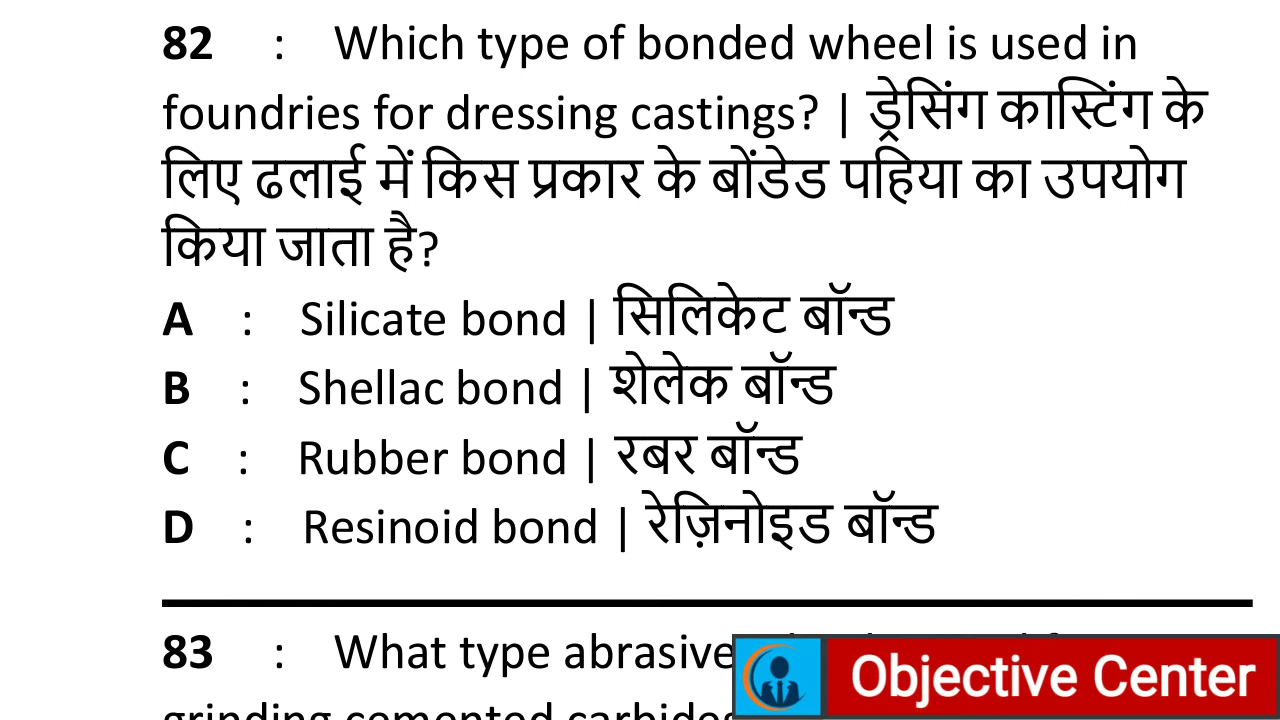 82 : Which type of bonded wheel is used in
foundries for dressing castings? | ड्रेसिंग कास्टिंग के
लिए ढलाई में किस प्रकार के बोंडेड पहिया का उपयोग
किया जाता है?
A : Silicate bond | सिलिकेट बॉन्ड
B : Shellac bond | शेलेक बॉन्ड
C : Rubber bond | रबर बॉन्ड
D : Resinoid bond | रेज़िनोइड बॉन्ड
83 : What type abrasive
grinding cemented carbides
Objective Center